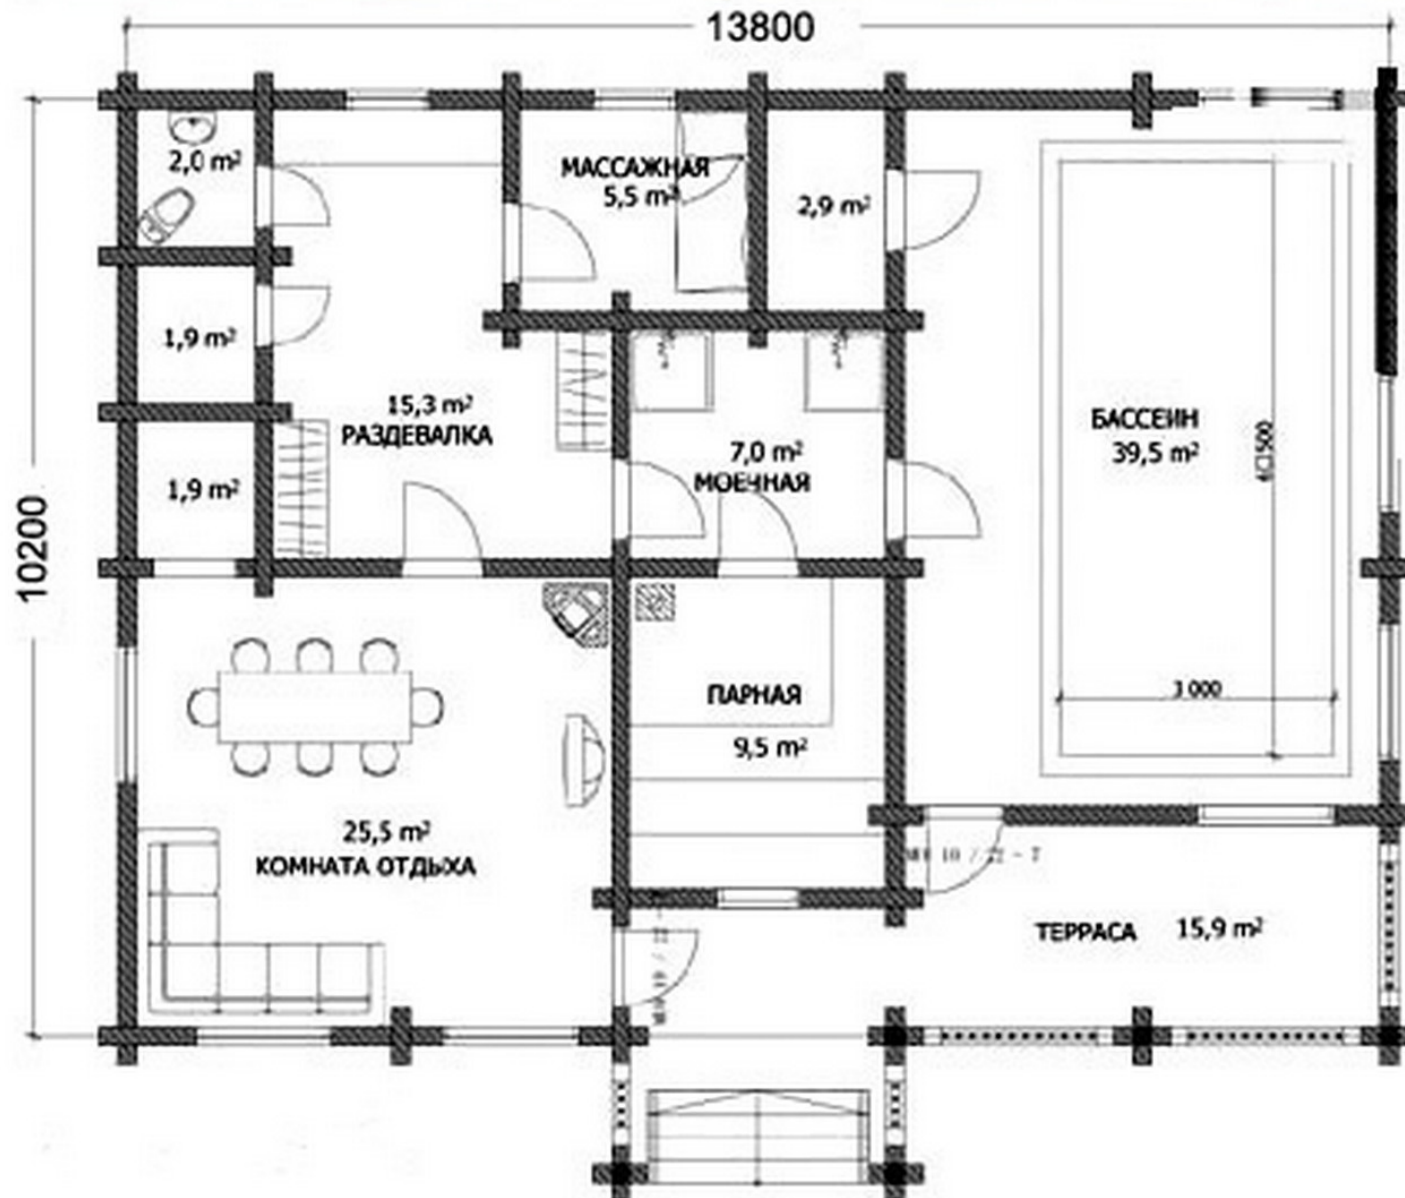 13800
2,0 m²
МАССАЖНАЯ
5,5 m²
2,9 m²
1,9 m²
15,3 m²
РАЗДЕВАЛКА
БАССЕИН
39,5 m²
7,0 m²
МОЕЧНАЯ
1,9 m²
10200
3 000
ПАРНАЯ
9,5 m²
25,5 m²
КОМНАТА ОТДЫХА
ТЕРРАСА 15,9 m²